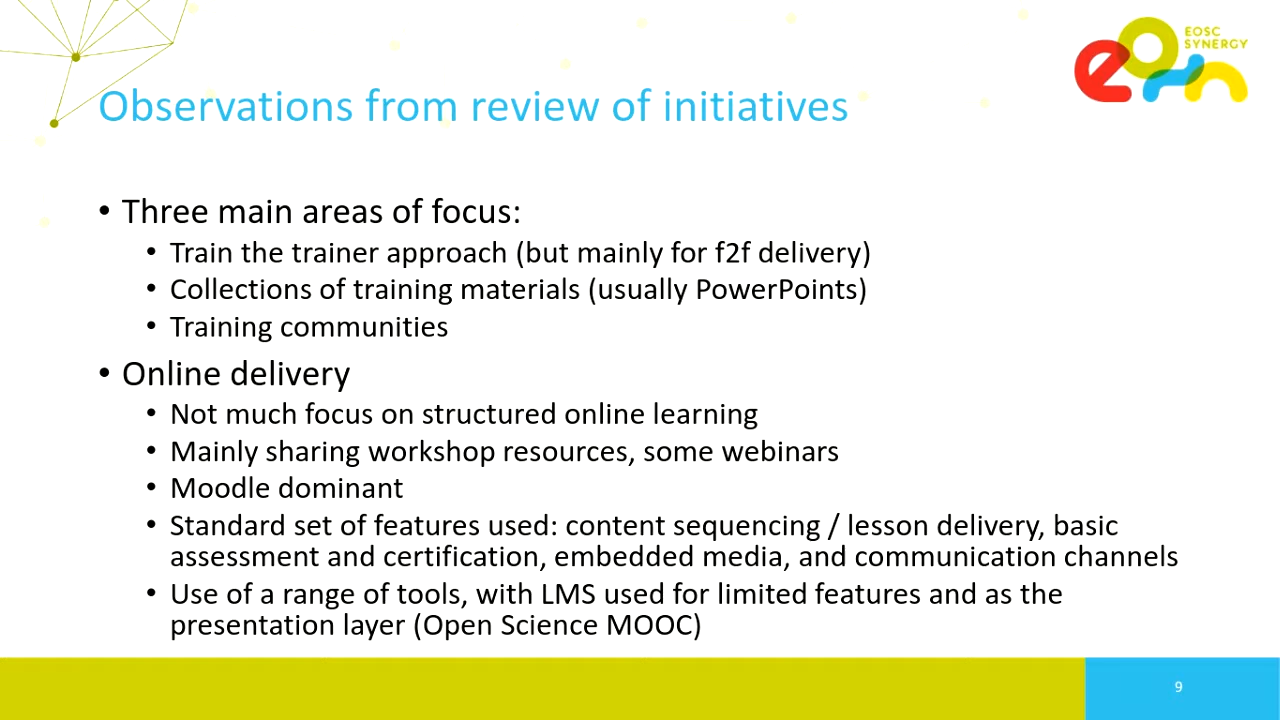 EOSC
SYNERGY
Observations from review of initiatives
• Three main areas of focus:
• Train the trainer approach (but mainly for f2f delivery)
• Collections of training materials (usually PowerPoints)
• Training communities
• Online delivery
• Not much focus on structured online learning
• Mainly sharing workshop resources, some webinars
• Moodle dominant
• Standard set of features used: content sequencing / lesson delivery, basic
assessment and certification, embedded media, and communication channels
• Use of a range of tools, with LMS used for limited features and as the
presentation layer (Open Science MOOC)
9